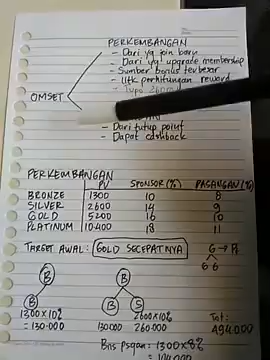 PERKEMBANGAN
- Dari yg join baru
- Dari yg upgrade membership
- Sumber bonus terbesar
- Utk perhitungan reward
- Tupo
OMSET
- Dari tutup point
- Dapat cashback
PERKEMBANGAN
PV SPONSOR (%) PASANGAN (%)
BRONZE 1300 10 8
SILVER 2600 14 9
GOLD 5200 16 10
PLATINUM 10400 18 11
TARGET AWAL: GOLD SECEPATNYA G → P
G G
B B
B B S
1300 x 10% 2600 x 10% Tot:
= 130.000 130000 260.000 494.000
Bns psgan: 1300 x 8%
= 104.000